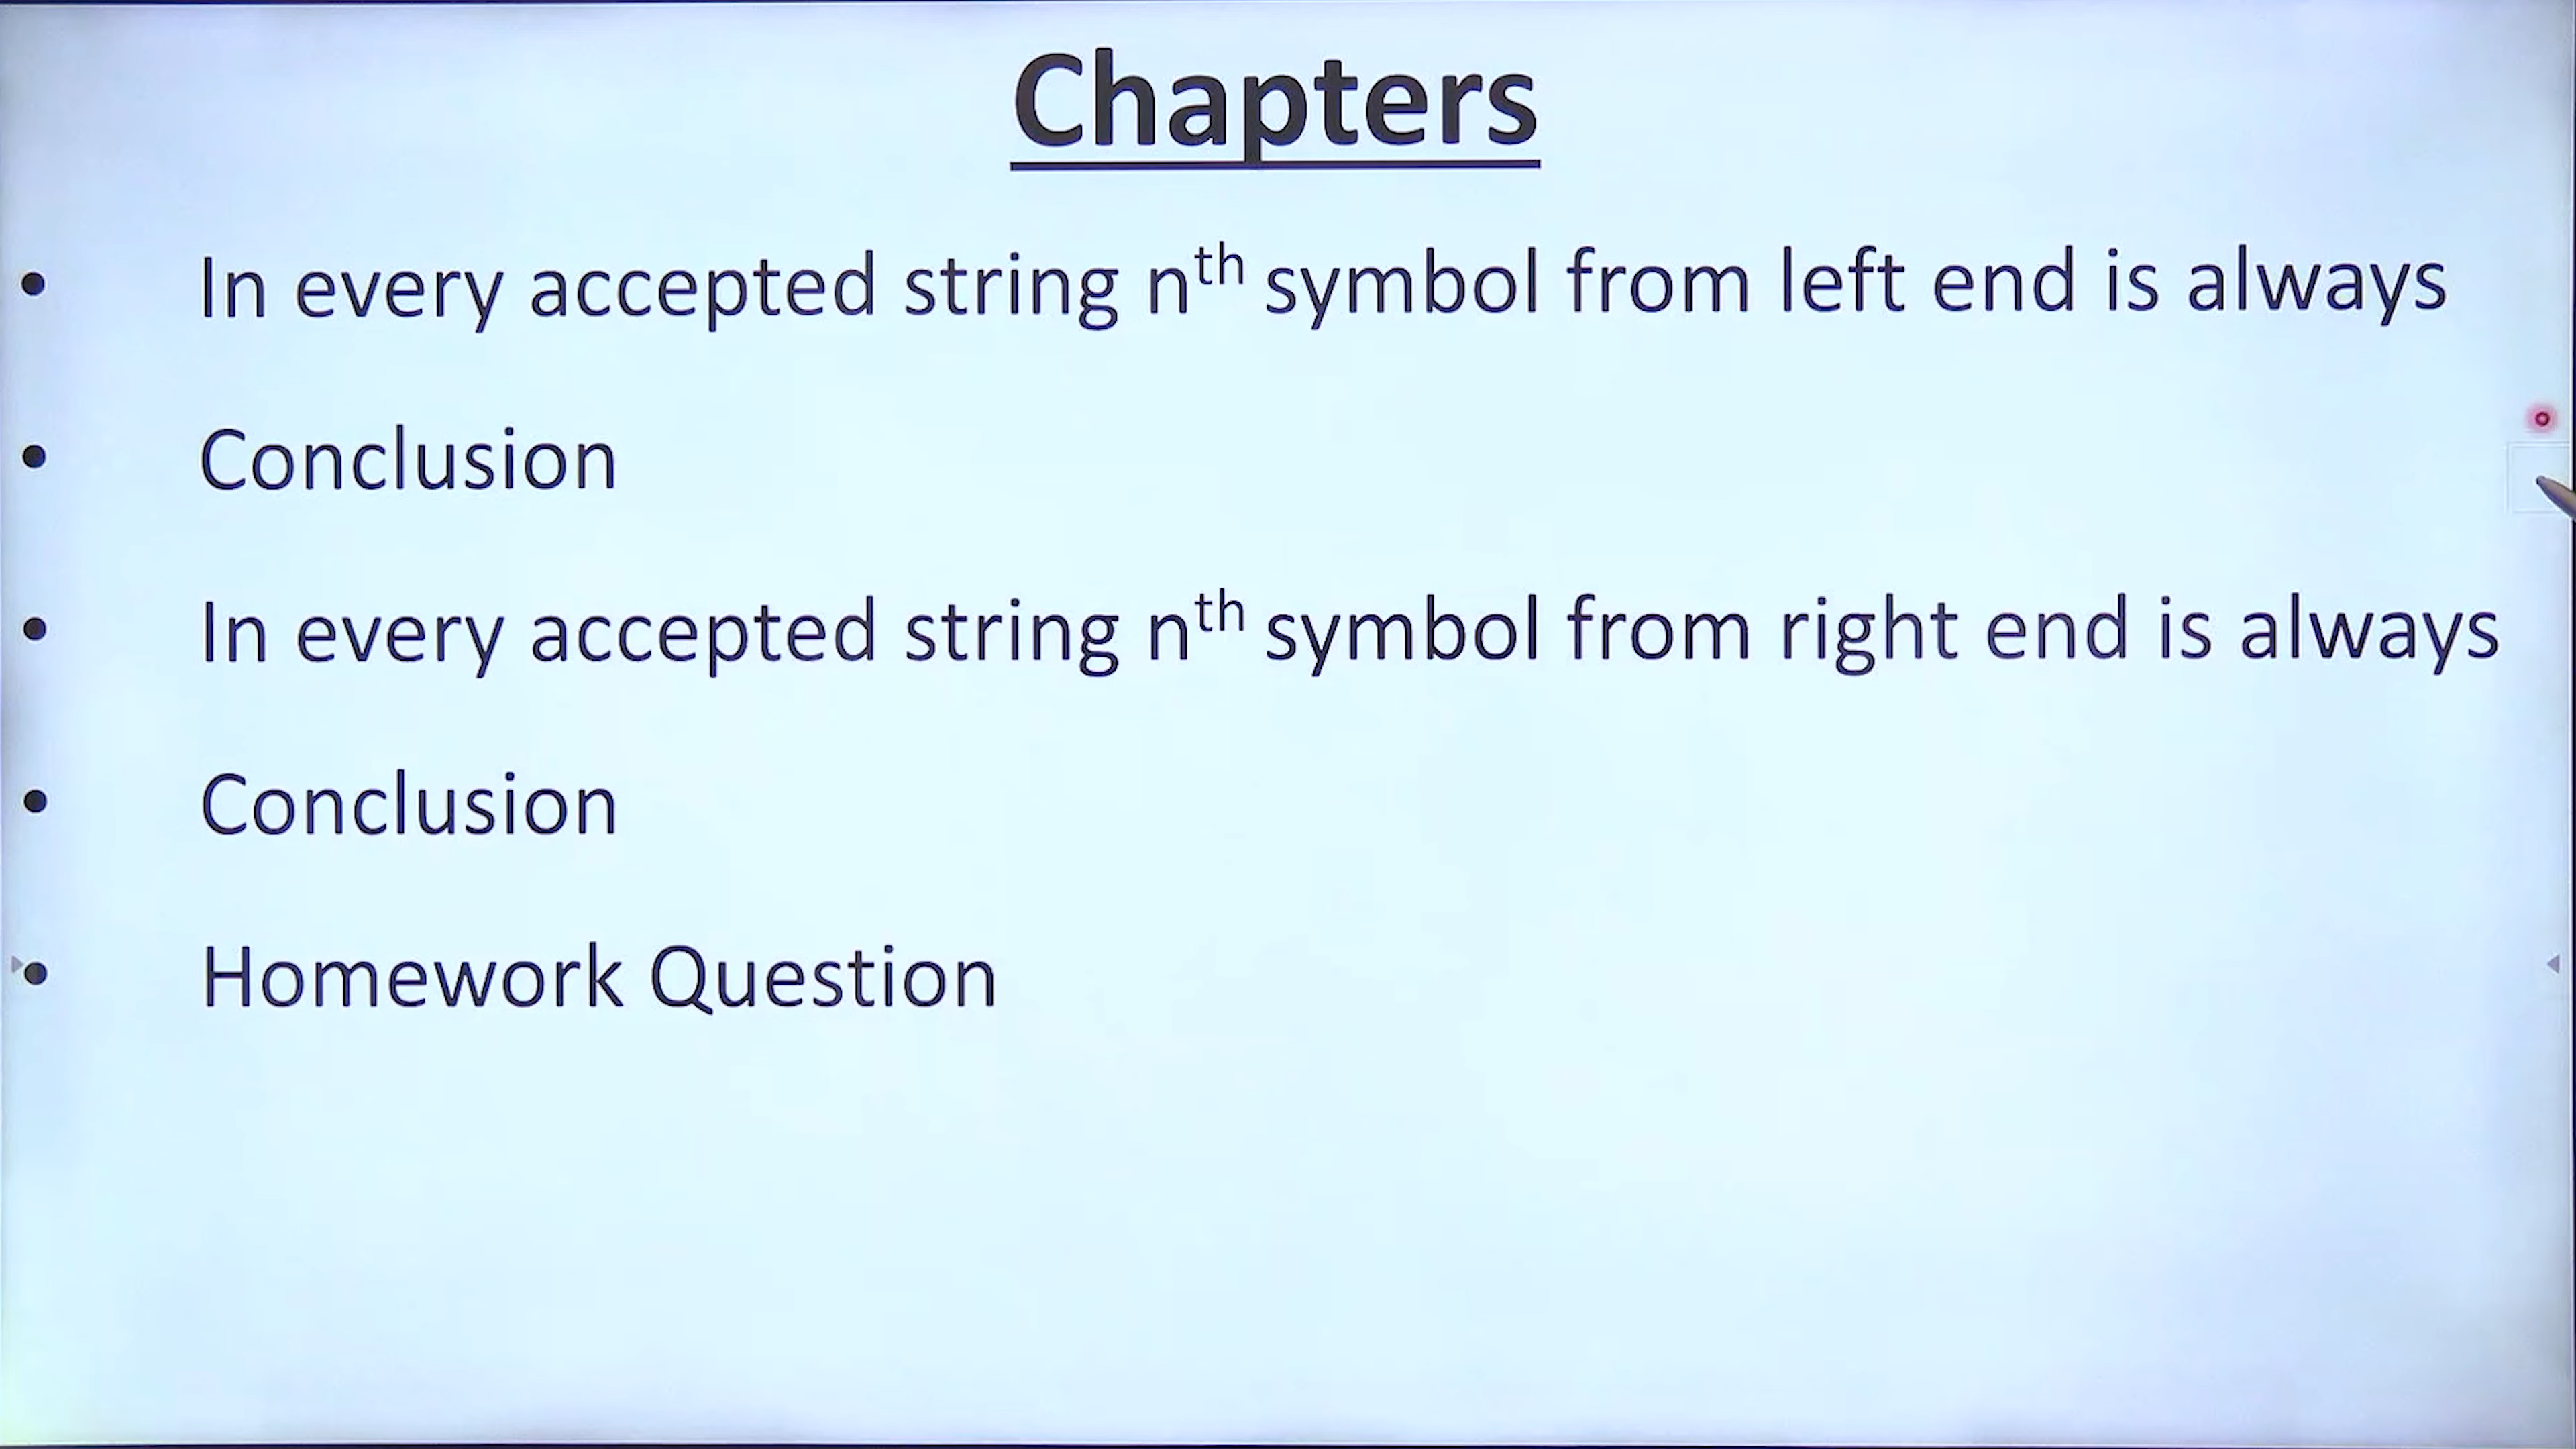 Chapters
• In every accepted string nth symbol from left end is always
• Conclusion
• In every accepted string nth symbol from right end is always
• Conclusion
• Homework Question